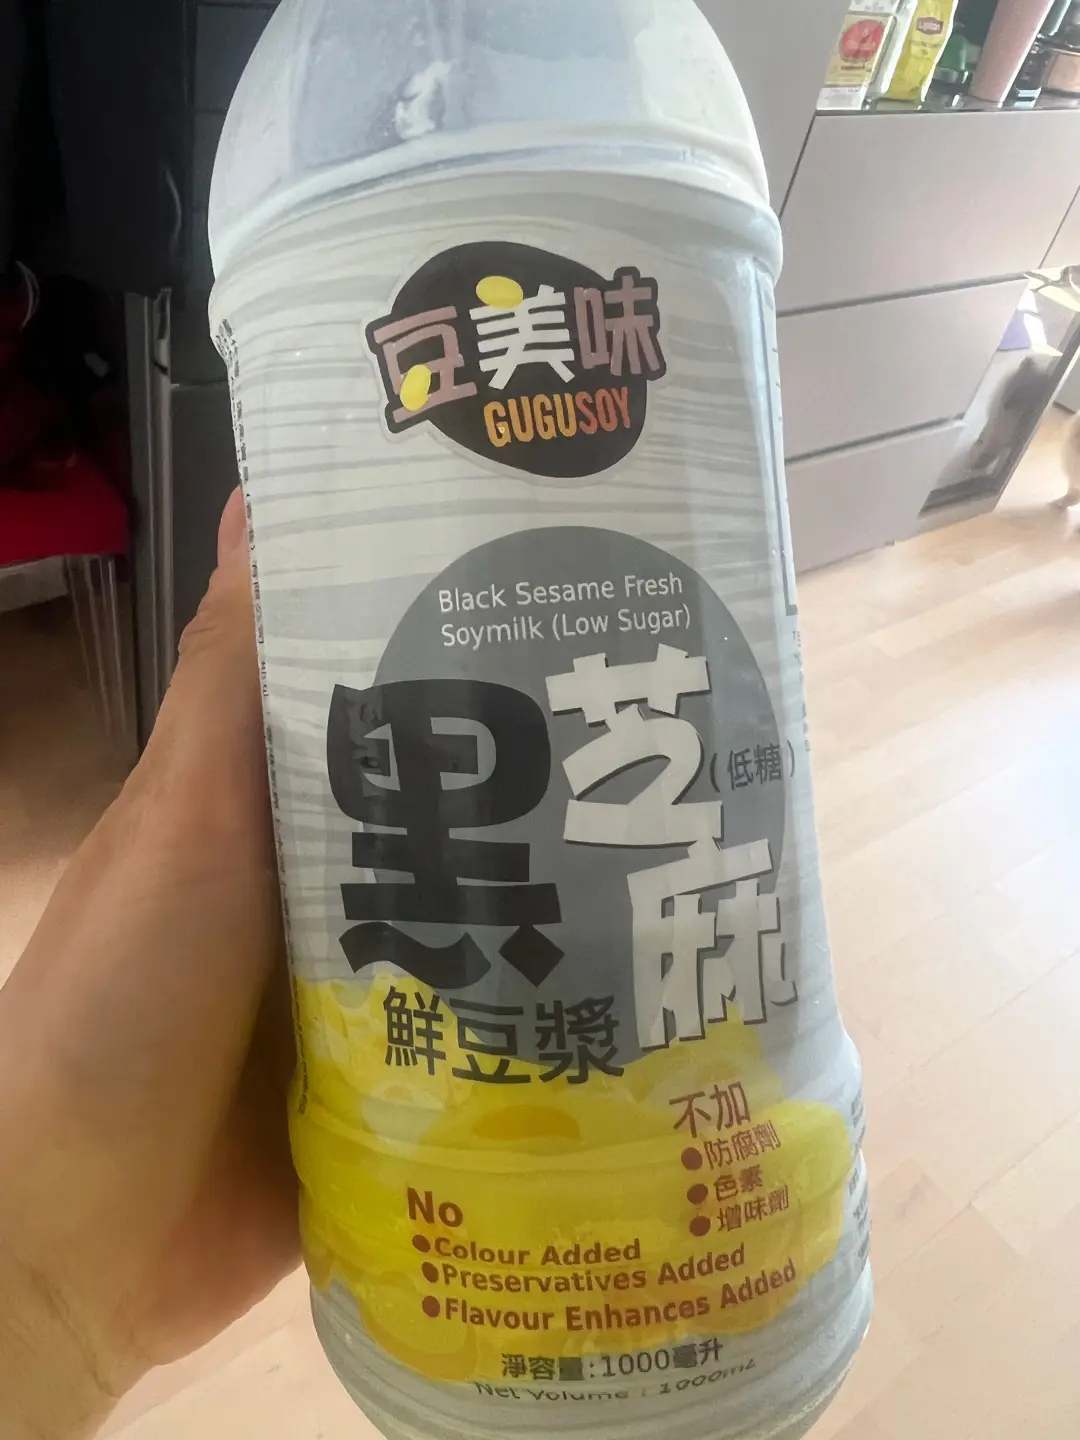 豆美味
GUGUSOY
Black Sesame Fresh
Soymilk (Low Sugar)
黑芝麻
(低糖)
鮮豆漿
不加
●防腐劑
●色素
●增味劑
No
●Colour Added
●Preservatives Added
●Flavour Enhances Added
淨容量:1000毫升
Net Volume : 1000mL